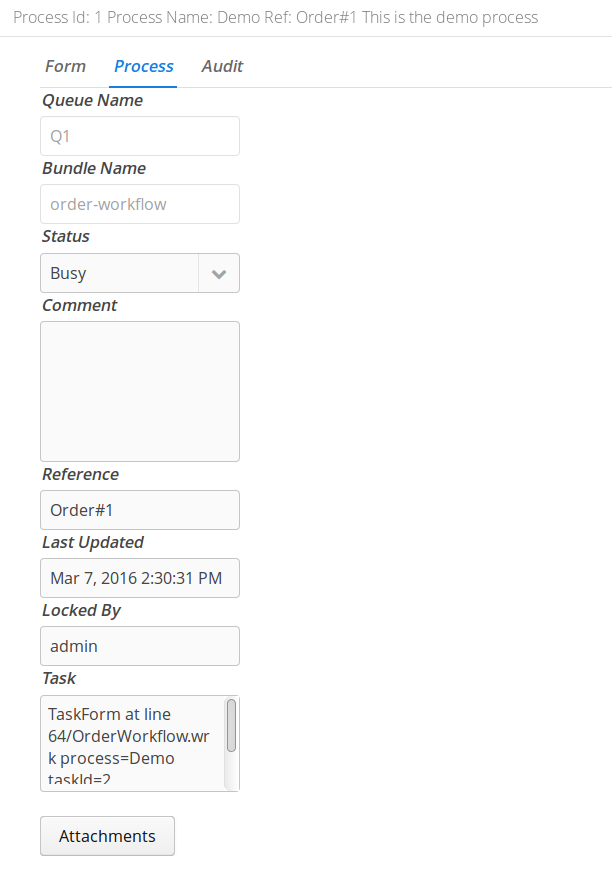 Process Id: 1 Process Name: Demo Ref: Order#1 This is the demo process
Form Process Audit
Queue Name
Q1
Bundle Name
order-workflow
Status
Busy
Comment
Reference
Order#1
Last Updated
Mar 7, 2016 2:30:31 PM
Locked By
admin
Task
TaskForm at line
64/OrderWorkflow.wr
k process=Demo
taskId=2
Attachments